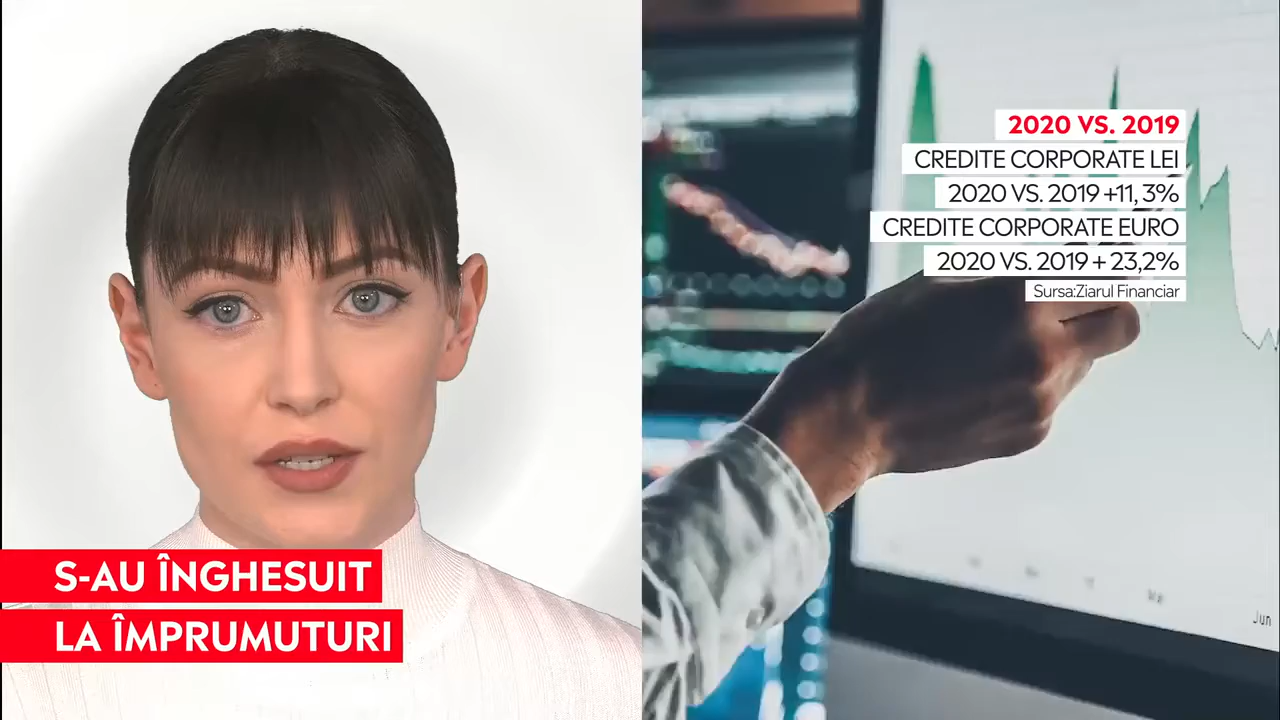 2020 VS. 2019
CREDITE CORPORATE LEI
2020 VS. 2019 +11, 3%
CREDITE CORPORATE EURO
2020 VS. 2019 + 23,2%
Sursa:Ziarul Financiar
S-AU ÎNGHESUIT
LA ÎMPRUMUTURI
Jun